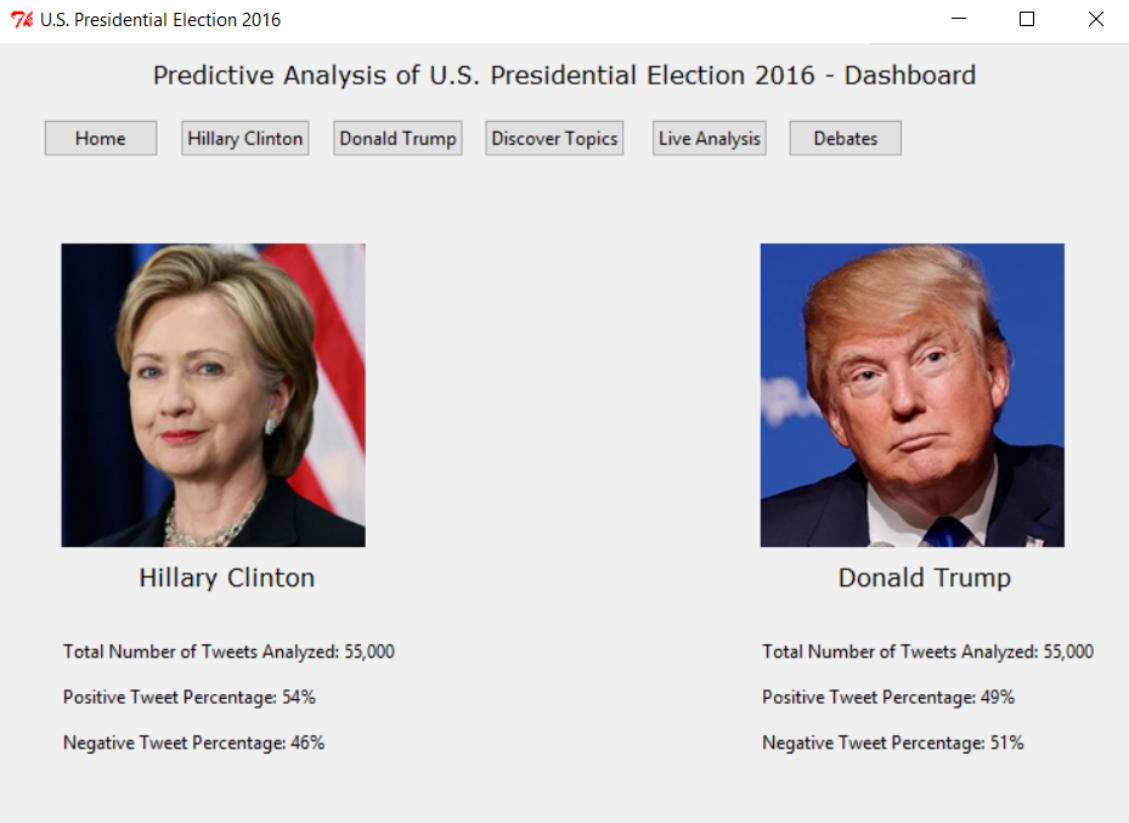 U.S. Presidential Election 2016
Predictive Analysis of U.S. Presidential Election 2016 - Dashboard
Home
Hillary Clinton
Donald Trump
Discover Topics
Live Analysis
Debates
Hillary Clinton
Total Number of Tweets Analyzed: 55,000
Positive Tweet Percentage: 54%
Negative Tweet Percentage: 46%
Donald Trump
Total Number of Tweets Analyzed: 55,000
Positive Tweet Percentage: 49%
Negative Tweet Percentage: 51%